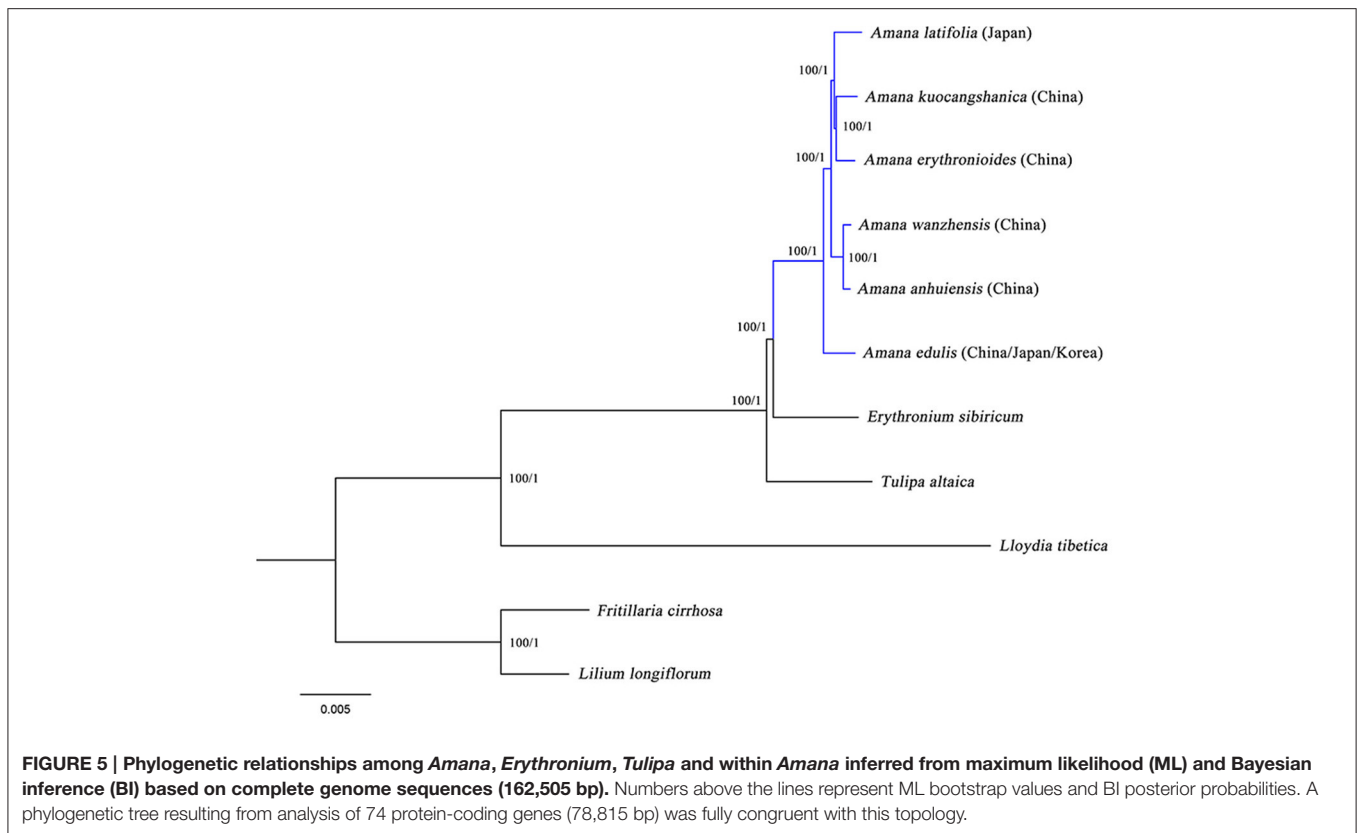 Amana latifolia (Japan)
100/1
Amana kuocangshanica (China)
100/1
100/1
Amana erythronioides (China)
Amana wanzhensis (China)
100/1
100/1
Amana anhuiensis (China)
100/1
Amana edulis (China/Japan/Korea)
100/1
Erythronium sibiricum
100/1
Tulipa altaica
Lloydia tibetica
Fritillaria cirrhosa
100/1
Lilium longiflorum
0.005
FIGURE 5 | Phylogenetic relationships among Amana, Erythronium, Tulipa and within Amana inferred from maximum likelihood (ML) and Bayesian
inference (BI) based on complete genome sequences (162,505 bp). Numbers above the lines represent ML bootstrap values and BI posterior probabilities. A
phylogenetic tree resulting from analysis of 74 protein-coding genes (78,815 bp) was fully congruent with this topology.